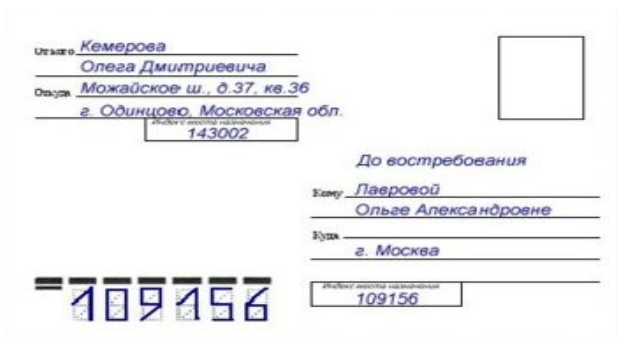 От кого Кемерова
Олега Дмитриевича
Откуда Можайское ш., д.37, кв.36
г. Одинцово, Московская обл.
Индекс места назначения
143002
До востребования
Кому Лавровой
Ольге Александровне
Куда
г. Москва
Индекс места назначения
109156
109156